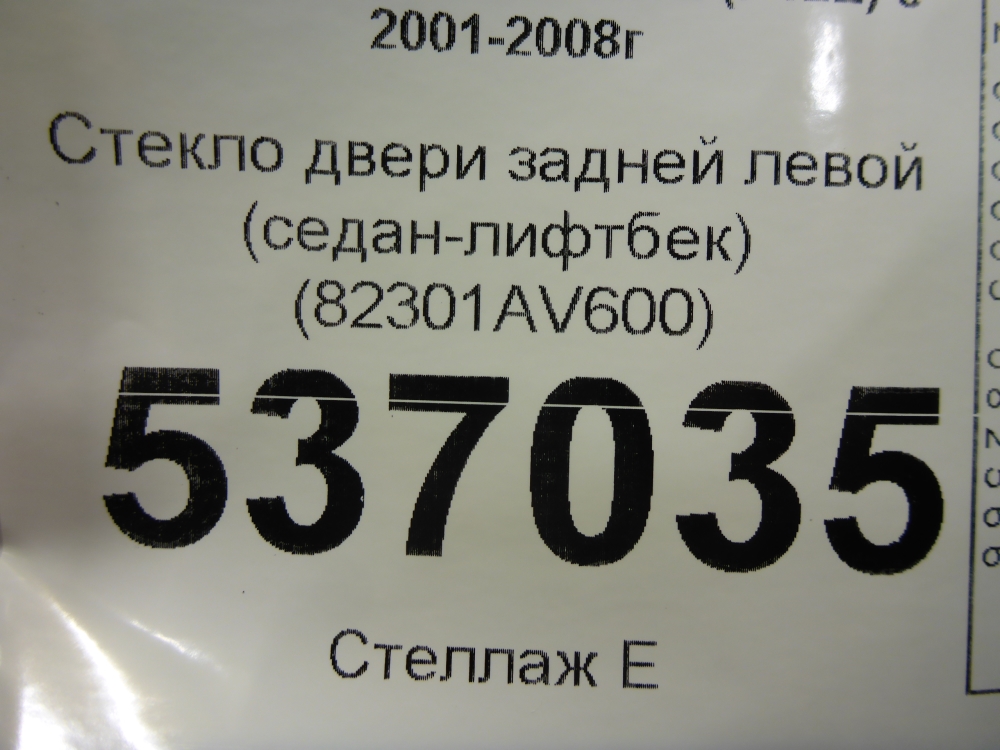 2001-2008г
Стекло двери задней левой
(седан-лифтбек)
(82301AV600)
537035
Стеллаж Е